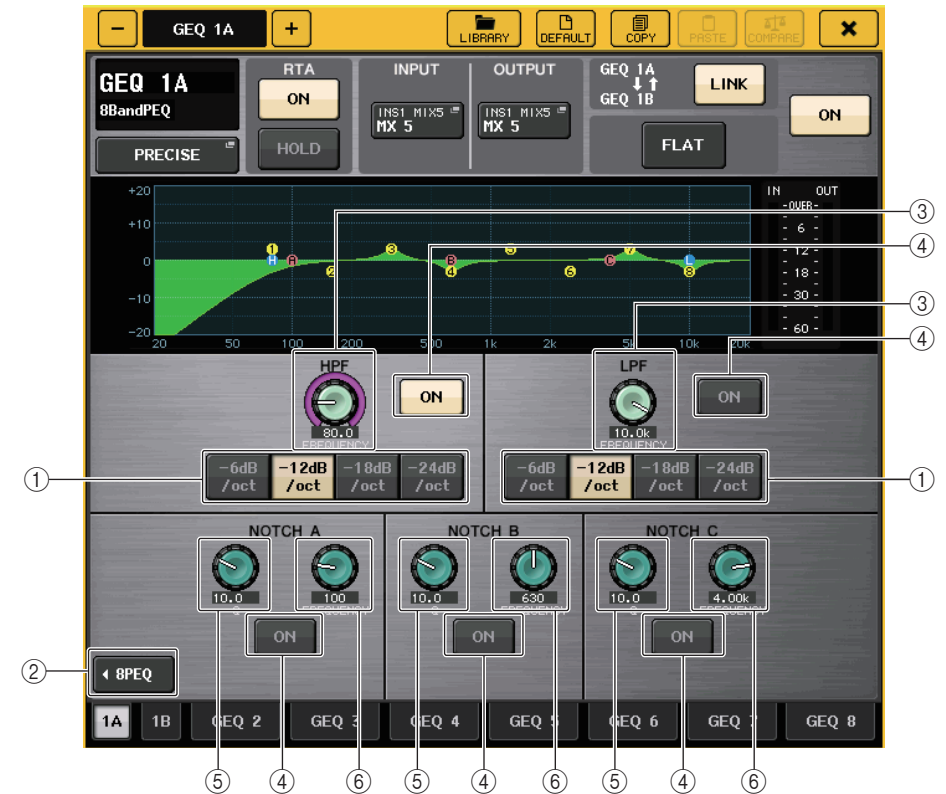 − GEQ 1A +
LIBRARY DEFAULT COPY PASTE COMPARE ×
GEQ 1A
8BandPEQ
PRECISE
RTA
ON
HOLD
INPUT
INS1 MIX5
MX 5
OUTPUT
INS1 MIX5
MX 5
GEQ 1A
GEQ 1B
LINK
FLAT
ON
+20
+10
0
−10
−20
20 50 100 200 500 1k 2k 5k 10k 20k
1 H A 2 3 B 4 5 6 C 7 L 8
IN OUT
-OVER-
- 6 -
- 12 -
- 18 -
- 30 -
- 60 -
③
④
③
④
HPF
80.0
FREQUENCY
ON
LPF
10.0k
ON
①
−6dB /oct
−12dB /oct
−18dB /oct
−24dB /oct
−6dB /oct
−12dB /oct
−18dB /oct
−24dB /oct
①
NOTCH A
10.0
Q
100
FREQUENCY
ON
NOTCH B
10.0
Q
630
FREQUENCY
ON
NOTCH C
10.0
Q
4.00k
FREQUENCY
ON
②
8PEQ
1A 1B GEQ 2 GEQ 3 GEQ 4 GEQ 5 GEQ 6 GEQ 7 GEQ 8
⑤ ④ ⑥ ⑤ ④ ⑥ ⑤ ④ ⑥